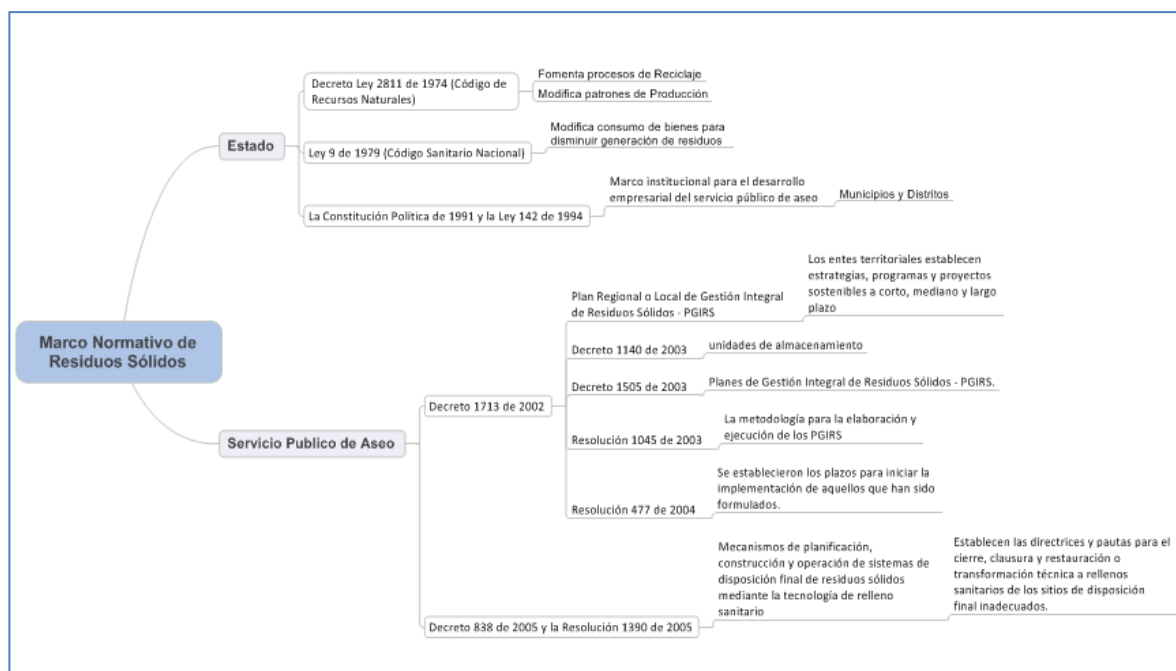 Marco Normativo de
Residuos Sólidos
Estado
Decreto Ley 2811 de 1974 (Código de
Recursos Naturales)
Fomenta procesos de Reciclaje
Modifica patrones de Producción
Ley 9 de 1979 (Código Sanitario Nacional)
Modifica consumo de bienes para
disminuir generación de residuos
La Constitución Política de 1991 y la Ley 142 de 1994
Marco institucional para el desarrollo
empresarial del servicio público de aseo
Municipios y Distritos
Servicio Publico de Aseo
Decreto 1713 de 2002
Plan Regional o Local de Gestión Integral
de Residuos Sólidos - PGIRS
Los entes territoriales establecen
estrategias, programas y proyectos
sostenibles a corto, mediano y largo
plazo
Decreto 1140 de 2003
unidades de almacenamiento
Decreto 1505 de 2003
Planes de Gestión Integral de Residuos Sólidos - PGIRS.
Resolución 1045 de 2003
La metodología para la elaboración y
ejecución de los PGIRS
Resolución 477 de 2004
Se establecieron los plazos para iniciar la
implementación de aquellos que han sido
formulados.
Decreto 838 de 2005 y la Resolución 1390 de 2005
Mecanismos de planificación,
construcción y operación de sistemas de
disposición final de residuos sólidos
mediante la tecnología de relleno
sanitario
Establecen las directrices y pautas para el
cierre, clausura y restauración o
transformación técnica a rellenos
sanitarios de los sitios de disposición
final inadecuados.